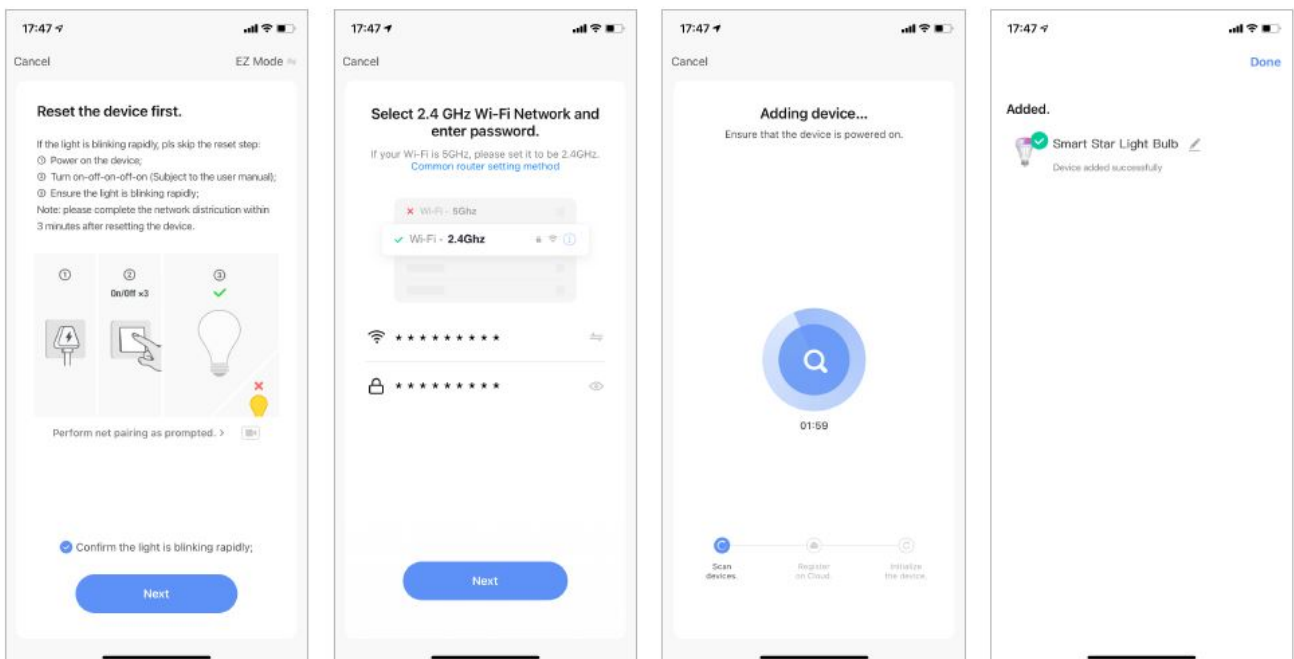 17:47
Cancel
EZ Mode
Reset the device first.
If the light is blinking rapidly, pls skip the reset step:
① Power on the device;
② Turn on-off-on-off-on (Subject to the user manual);
③ Ensure the light is blinking rapidly;
Note: please complete the network districution within
3 minutes after resetting the device.
①
②
③
On/Off ×3
Perform net pairing as prompted. >
Confirm the light is blinking rapidly;
Next
17:47
Cancel
Select 2.4 GHz Wi-Fi Network and
enter password.
If your Wi-Fi is 5GHz, please set it to be 2.4GHz.
Common router setting method
Wi-Fi - 5Ghz
Wi-Fi - 2.4Ghz
* * * * * * * * *
* * * * * * * * *
Next
17:47
Cancel
Adding device...
Ensure that the device is powered on.
01:59
Scan
devices.
Register
on Cloud.
Initialize
the device.
17:47
Done
Added.
Smart Star Light Bulb
Device added successfully